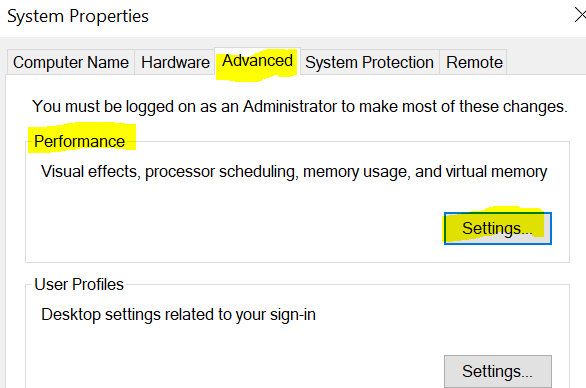 System Properties
Computer Name Hardware Advanced System Protection Remote
You must be logged on as an Administrator to make most of these changes.
Performance
Visual effects, processor scheduling, memory usage, and virtual memory
Settings...
User Profiles
Desktop settings related to your sign-in
Settings...